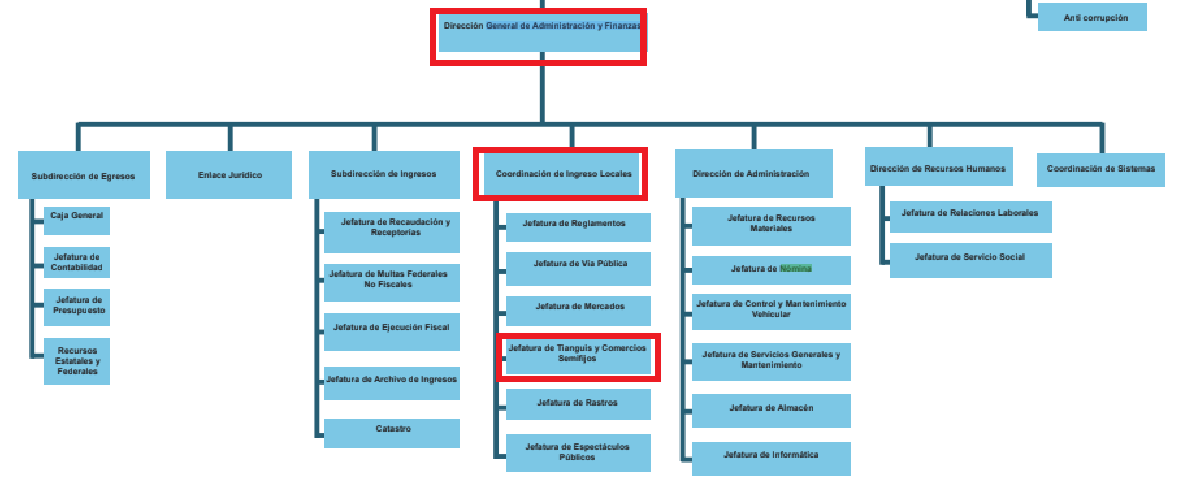 Anti corrupción
Dirección General de Administración y Finanzas
Subdirección de Egresos
Caja General
Jefatura de
Contabilidad
Jefatura de
Presupuesto
Recursos
Estatales y
Federales
Enlace Jurídico
Subdirección de Ingresos
Jefatura de Recaudación y
Receptorías
Jefatura de Multas Federales
No Fiscales
Jefatura de Ejecución Fiscal
Jefatura de Archivo de Ingresos
Catastro
Coordinación de Ingreso Locales
Jefatura de Reglamentos
Jefatura de Vía Pública
Jefatura de Mercados
Jefatura de Tianguis y Comercios
Semifijos
Jefatura de Rastros
Jefatura de Espectáculos
Públicos
Dirección de Administración
Jefatura de Recursos
Materiales
Jefatura de Nómina
Jefatura de Control y Mantenimiento
Vehicular
Jefatura de Servicios Generales y
Mantenimiento
Jefatura de Almacén
Jefatura de Informática
Dirección de Recursos Humanos
Jefatura de Relaciones Laborales
Jefatura de Servicio Social
Coordinación de Sistemas